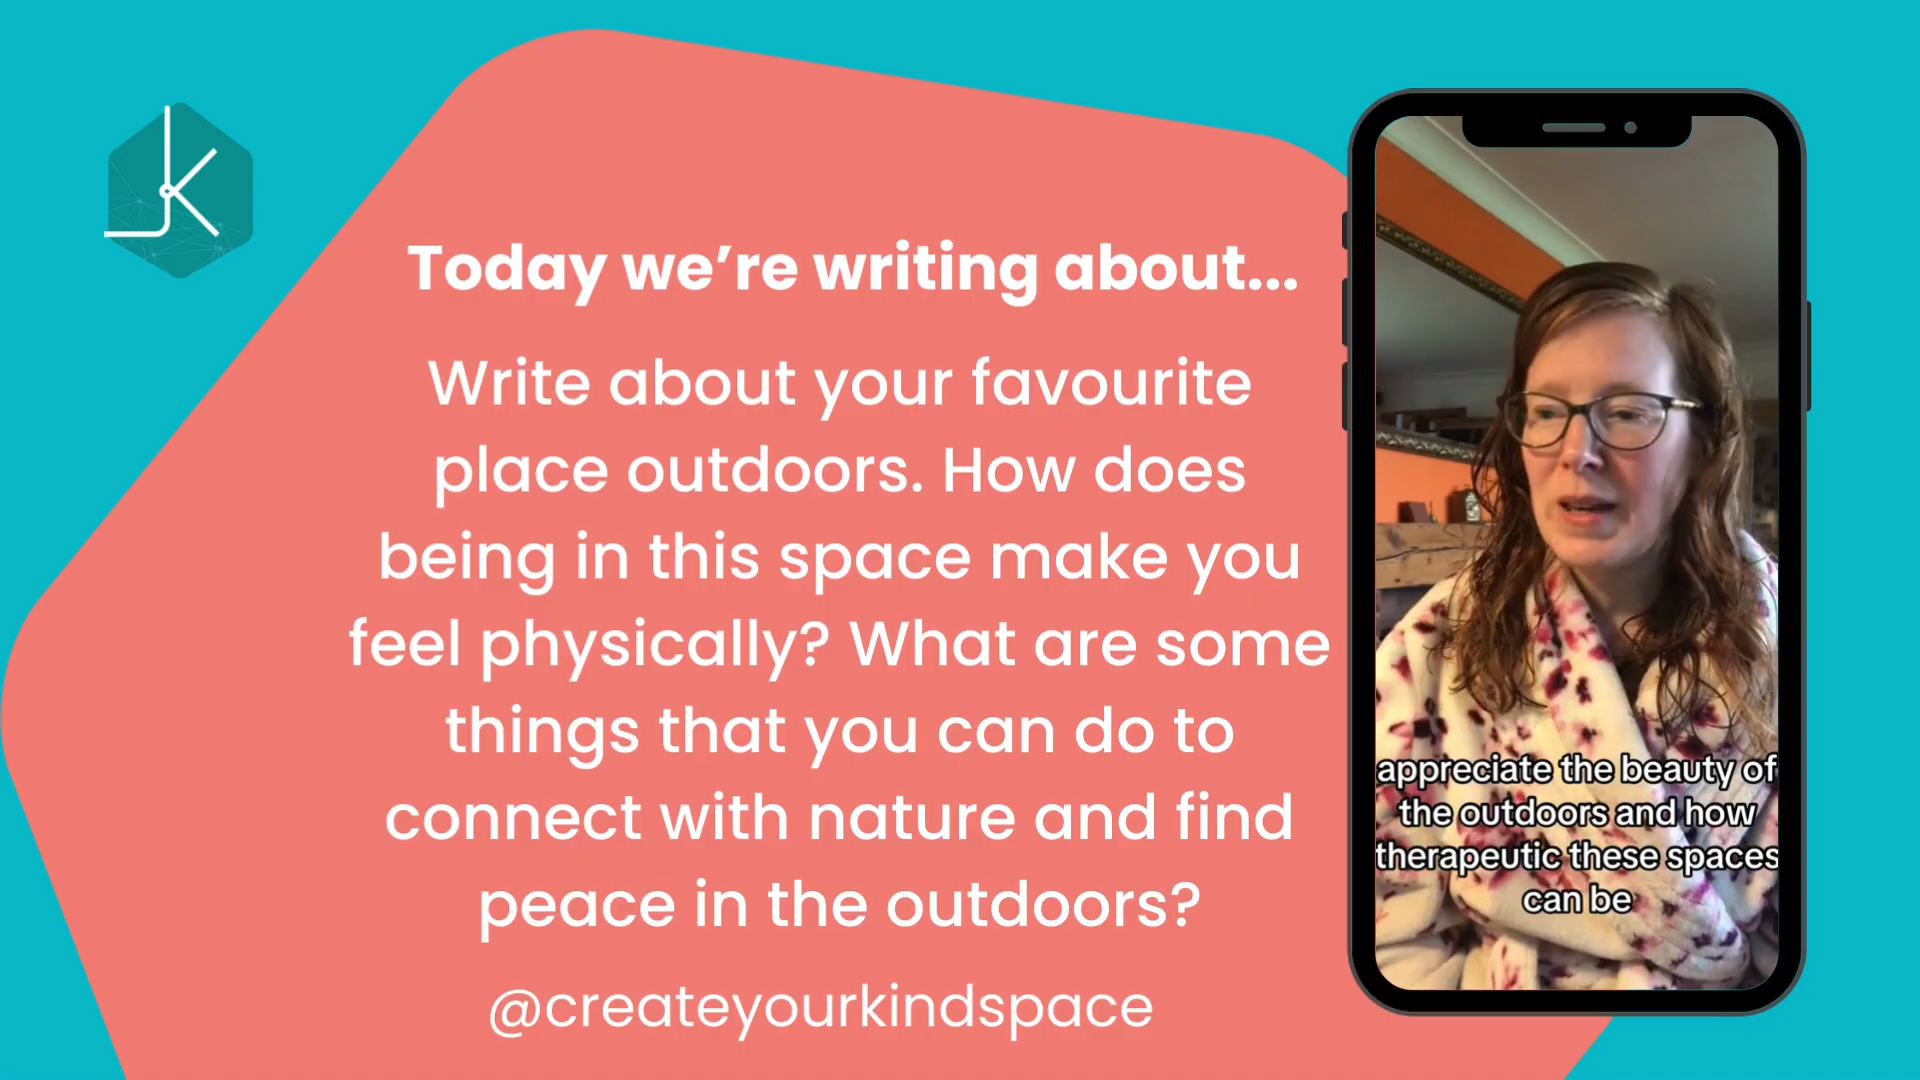 JK
Today we're writing about...
Write about your favourite
place outdoors. How does
being in this space make you
feel physically? What are some
things that you can do to
connect with nature and find
peace in the outdoors?
@createyourkindspace
appreciate the beauty of
the outdoors and how
therapeutic these spaces
can be